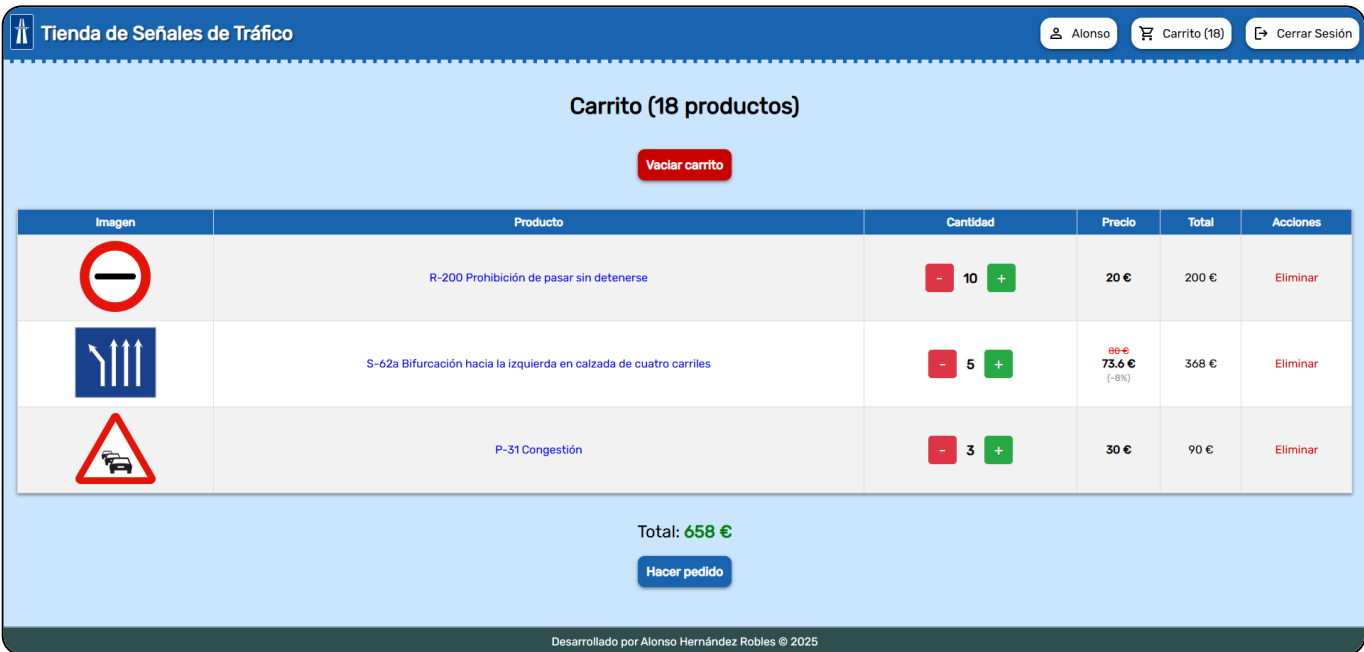 Tienda de Señales de Tráfico
Alonso
Carrito (18)
Cerrar Sesión
Carrito (18 productos)
Vaciar carrito
Imagen Producto Cantidad Precio Total Acciones
R-200 Prohibición de pasar sin detenerse - 10 + 20 € 200 € Eliminar
80 €
S-62a Bifurcación hacia la izquierda en calzada de cuatro carriles - 5 + 73.6 € 368 € Eliminar
(-8%)
P-31 Congestión - 3 + 30 € 90 € Eliminar
Total: 658 €
Hacer pedido
Desarrollado por Alonso Hernández Robles © 2025